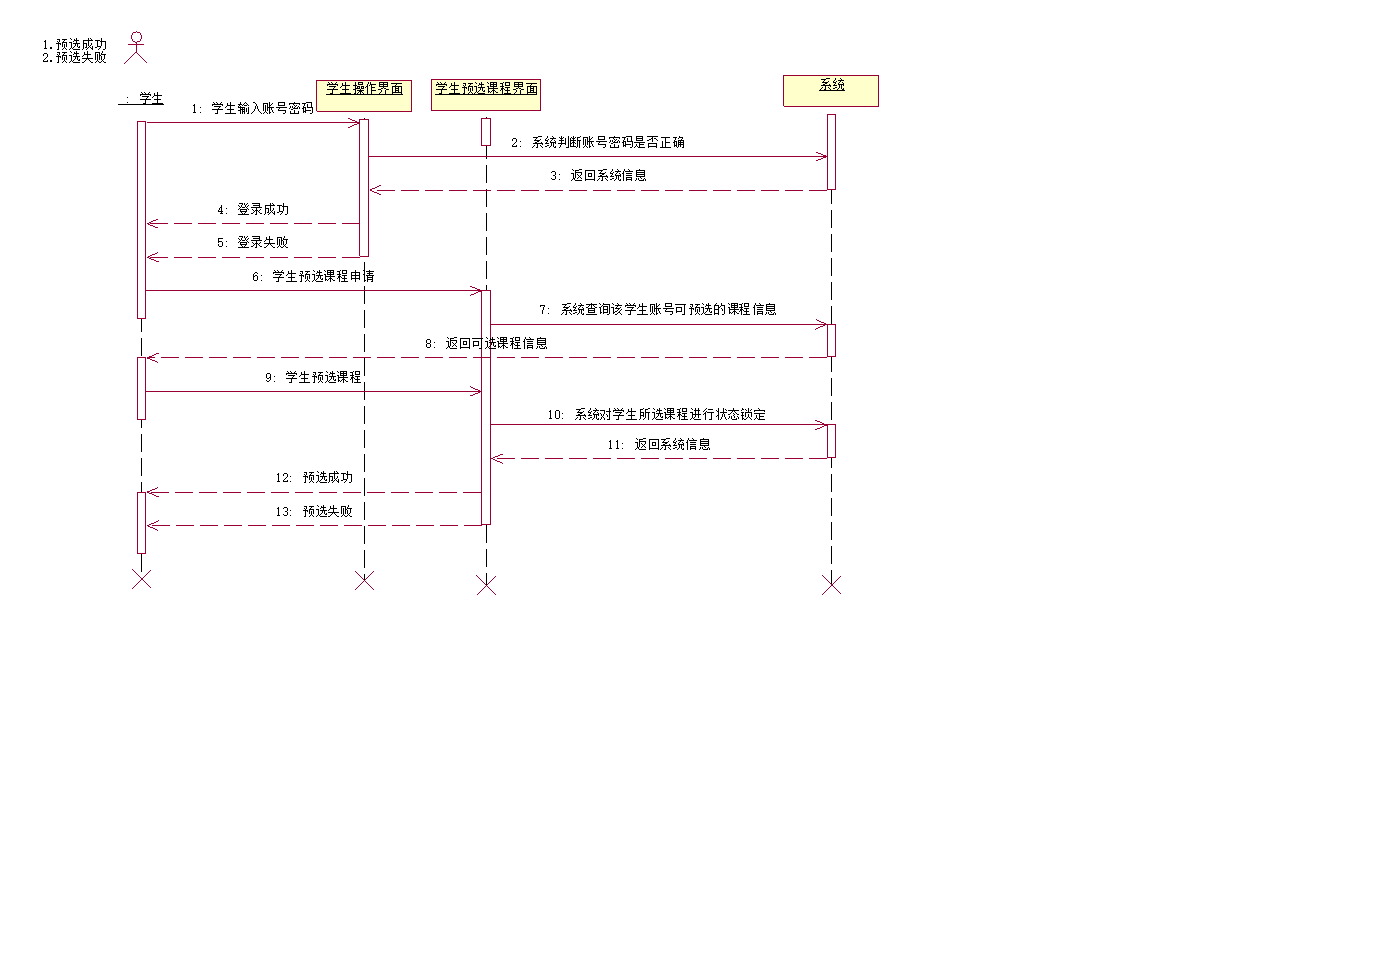 1.预选成功
2.预选失败
: 学生
学生操作界面
学生预选课程界面
系统
1: 学生输入账号密码
2: 系统判断账号密码是否正确
3: 返回系统信息
4: 登录成功
5: 登录失败
6: 学生预选课程申请
7: 系统查询该学生账号可预选的课程信息
8: 返回可选课程信息
9: 学生预选课程
10: 系统对学生所选课程进行状态锁定
11: 返回系统信息
12: 预选成功
13: 预选失败